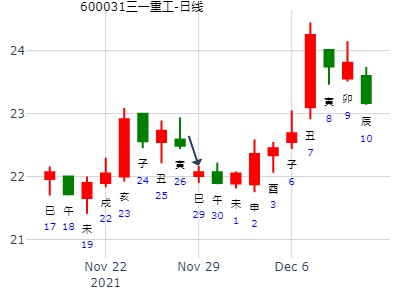 600031三一重工-日线
24
23
22
21
巳
17
午
18
未
19
戌
22
亥
23
子
24
丑
25
寅
26
巳
29
午
30
未
1
申
2
酉
3
子
6
丑
7
寅
8
卯
9
辰
10
Nov 22
2021
Nov 29
Dec 6